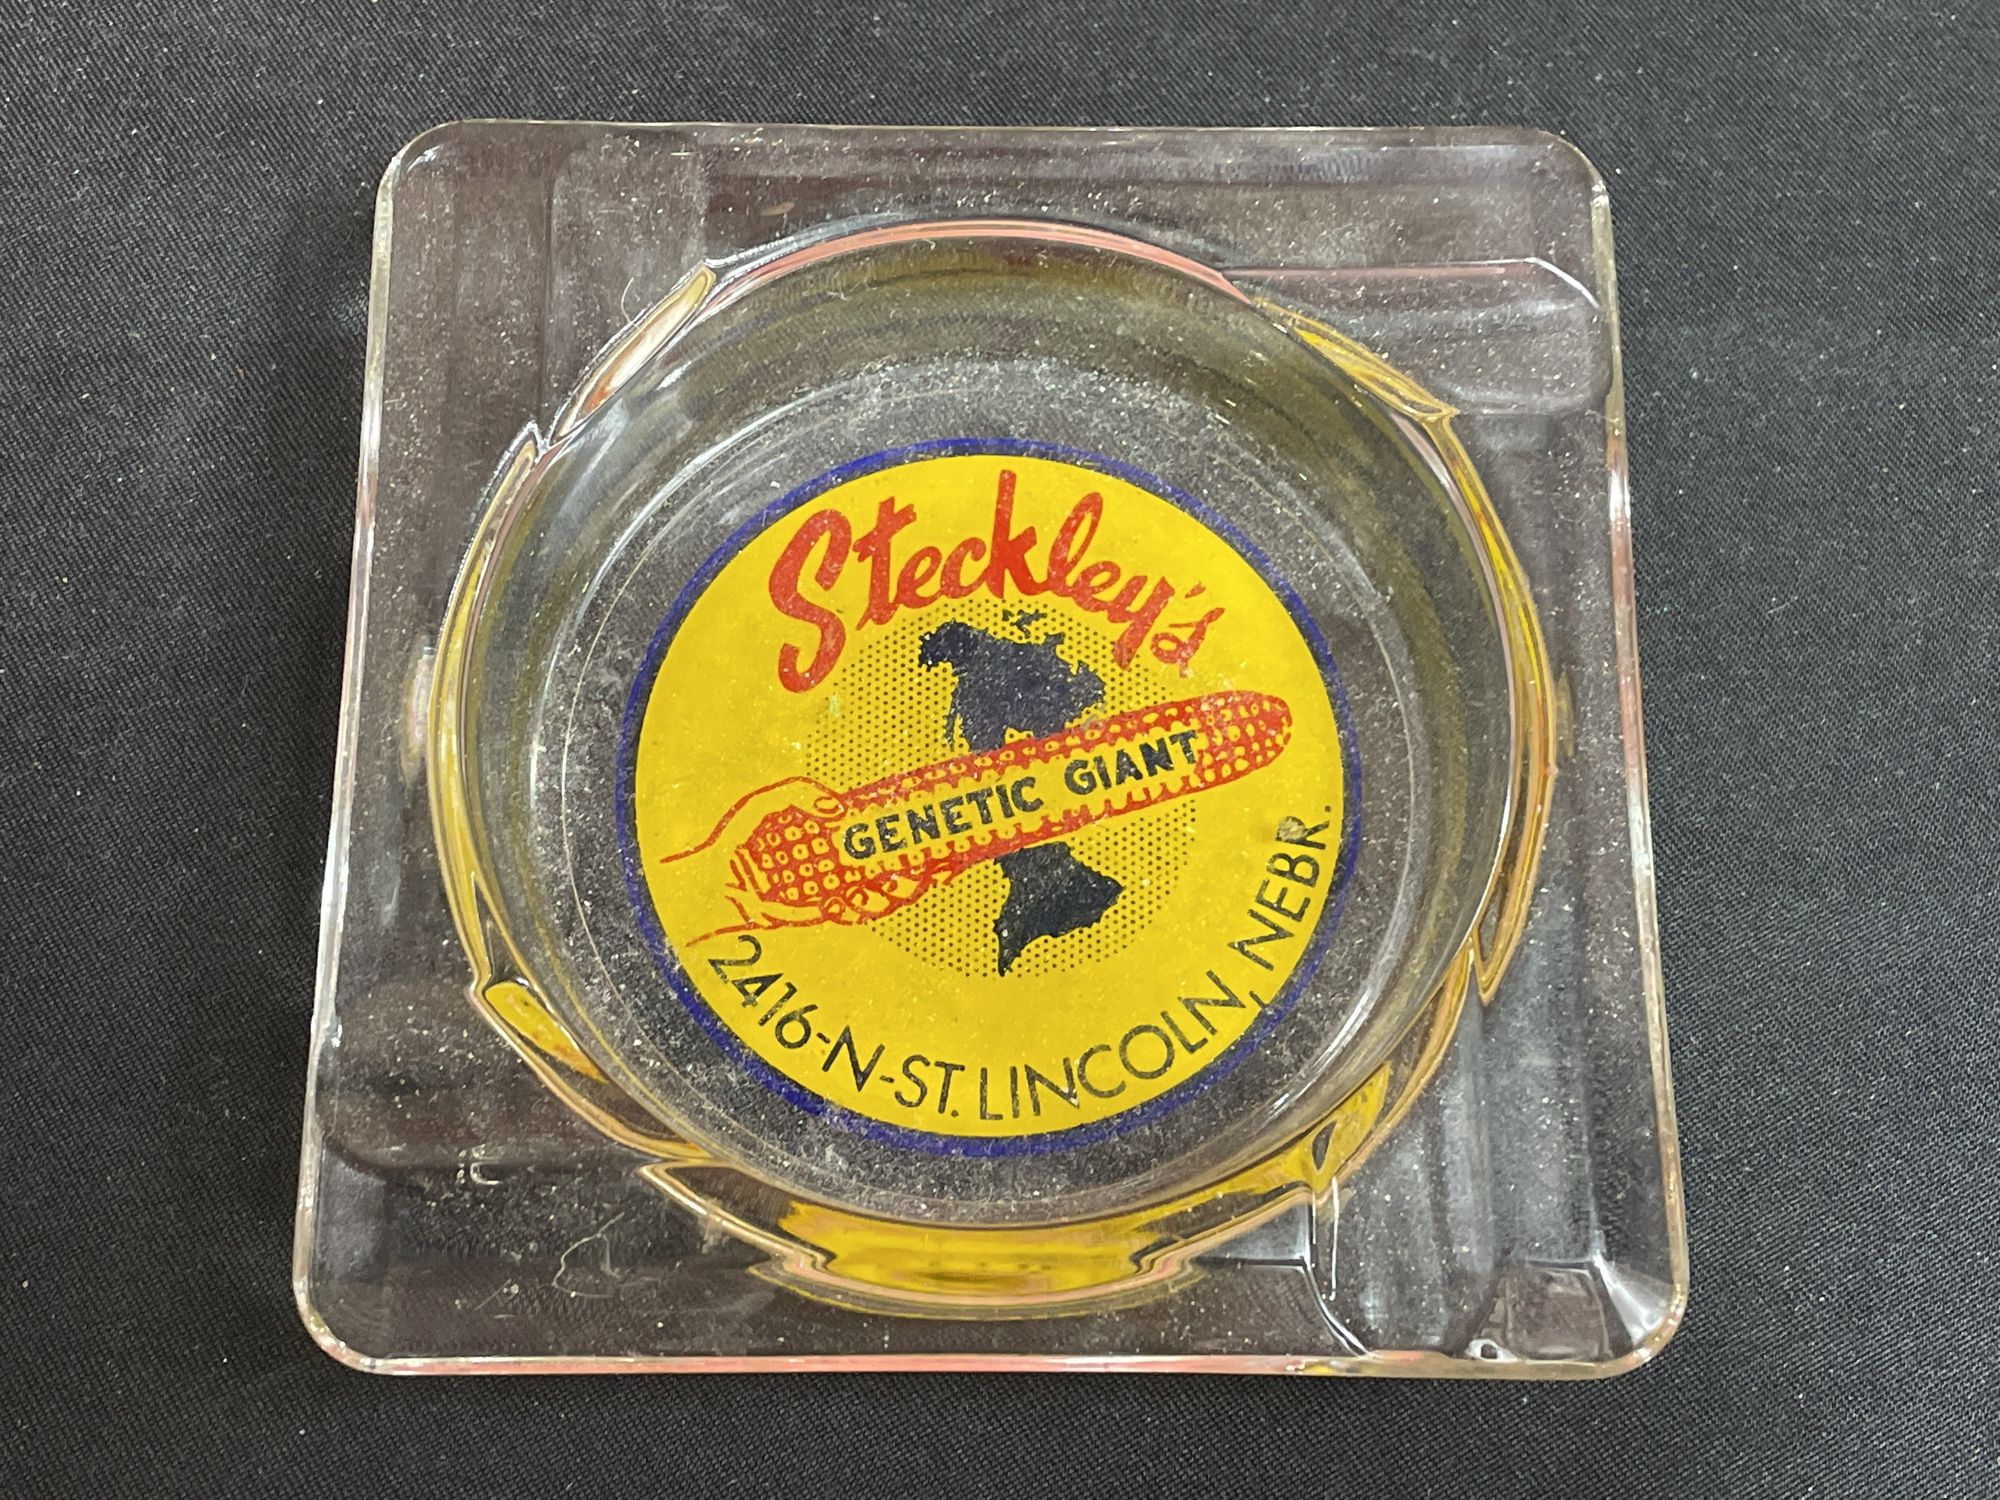 Steckley's
GENETIC GIANT
2416-N-ST. LINCOLN, NEBR.